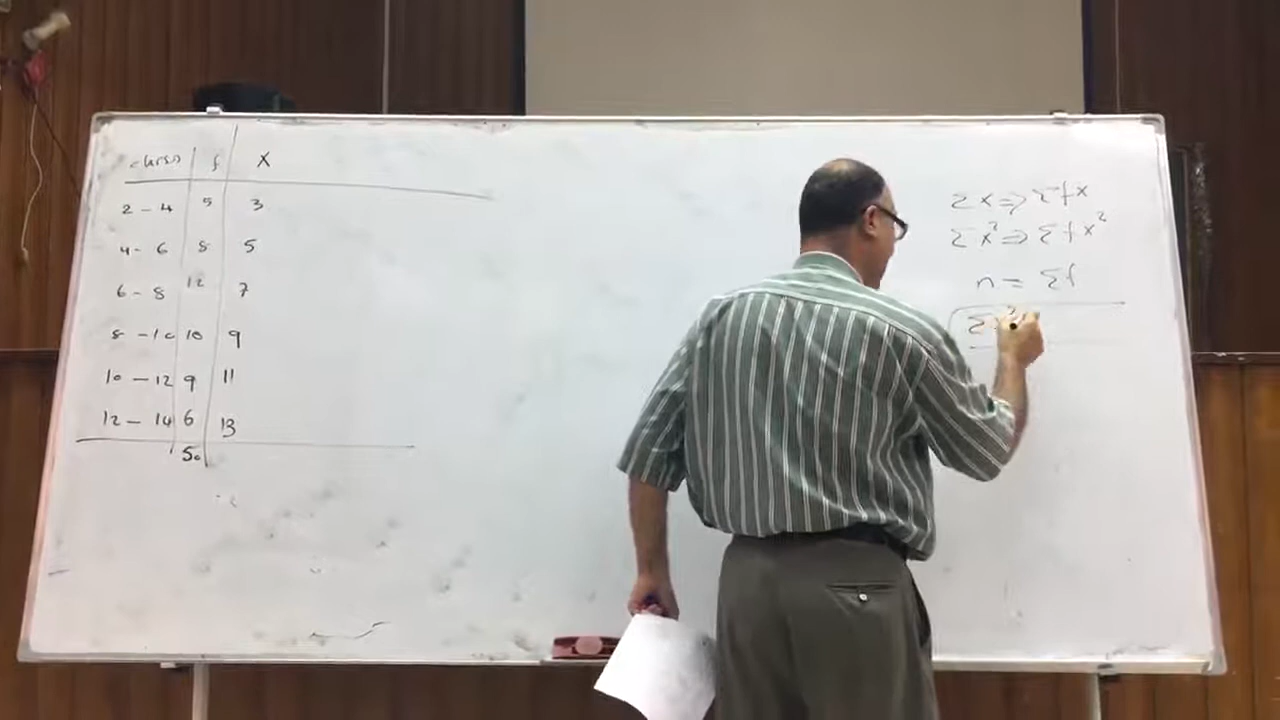 class f X
2 - 4 5 3
4 - 6 8 5
6 - 8 12 7
8 - 10 10 9
10 - 12 9 11
12 - 14 6 13
50
Σx ⇒ Σfx
Σx² ⇒ Σfx²
n = Σf
Σ